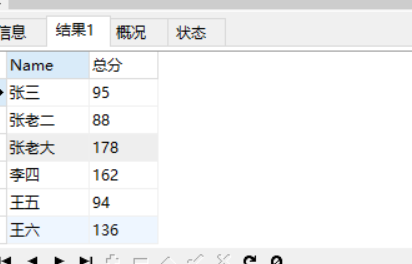 信息 结果1 概况 状态
Name 总分
张三 95
张老二 88
张老大 178
李四 162
王五 94
王六 136